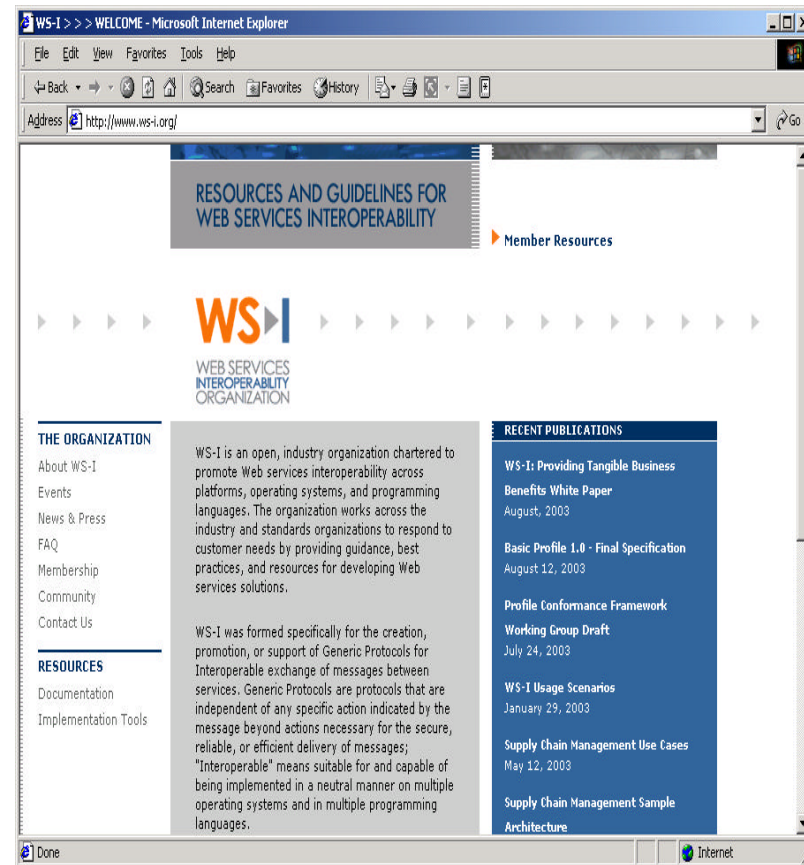 WS-I > > > WELCOME - Microsoft Internet Explorer
File Edit View Favorites Tools Help
Back Search Favorites History
Address http://www.ws-i.org/ Go
RESOURCES AND GUIDELINES FOR
WEB SERVICES INTEROPERABILITY
Member Resources
WS I
WEB SERVICES
INTEROPERABILITY
ORGANIZATION
THE ORGANIZATION
About WS-I
Events
News & Press
FAQ
Membership
Community
Contact Us
RESOURCES
Documentation
Implementation Tools
WS-I is an open, industry organization chartered to
promote Web services interoperability across
platforms, operating systems, and programming
languages. The organization works across the
industry and standards organizations to respond to
customer needs by providing guidance, best
practices, and resources for developing Web
services solutions.
WS-I was formed specifically for the creation,
promotion, or support of Generic Protocols for
Interoperable exchange of messages between
services. Generic Protocols are protocols that are
independent of any specific action indicated by the
message beyond actions necessary for the secure,
reliable, or efficient delivery of messages;
"Interoperable" means suitable for and capable of
being implemented in a neutral manner on multiple
operating systems and in multiple programming
languages.
RECENT PUBLICATIONS
WS-I: Providing Tangible Business
Benefits White Paper
August, 2003
Basic Profile 1.0 - Final Specification
August 12, 2003
Profile Conformance Framework
Working Group Draft
July 24, 2003
WS-I Usage Scenarios
January 29, 2003
Supply Chain Management Use Cases
May 12, 2003
Supply Chain Management Sample
Architecture
Done Internet